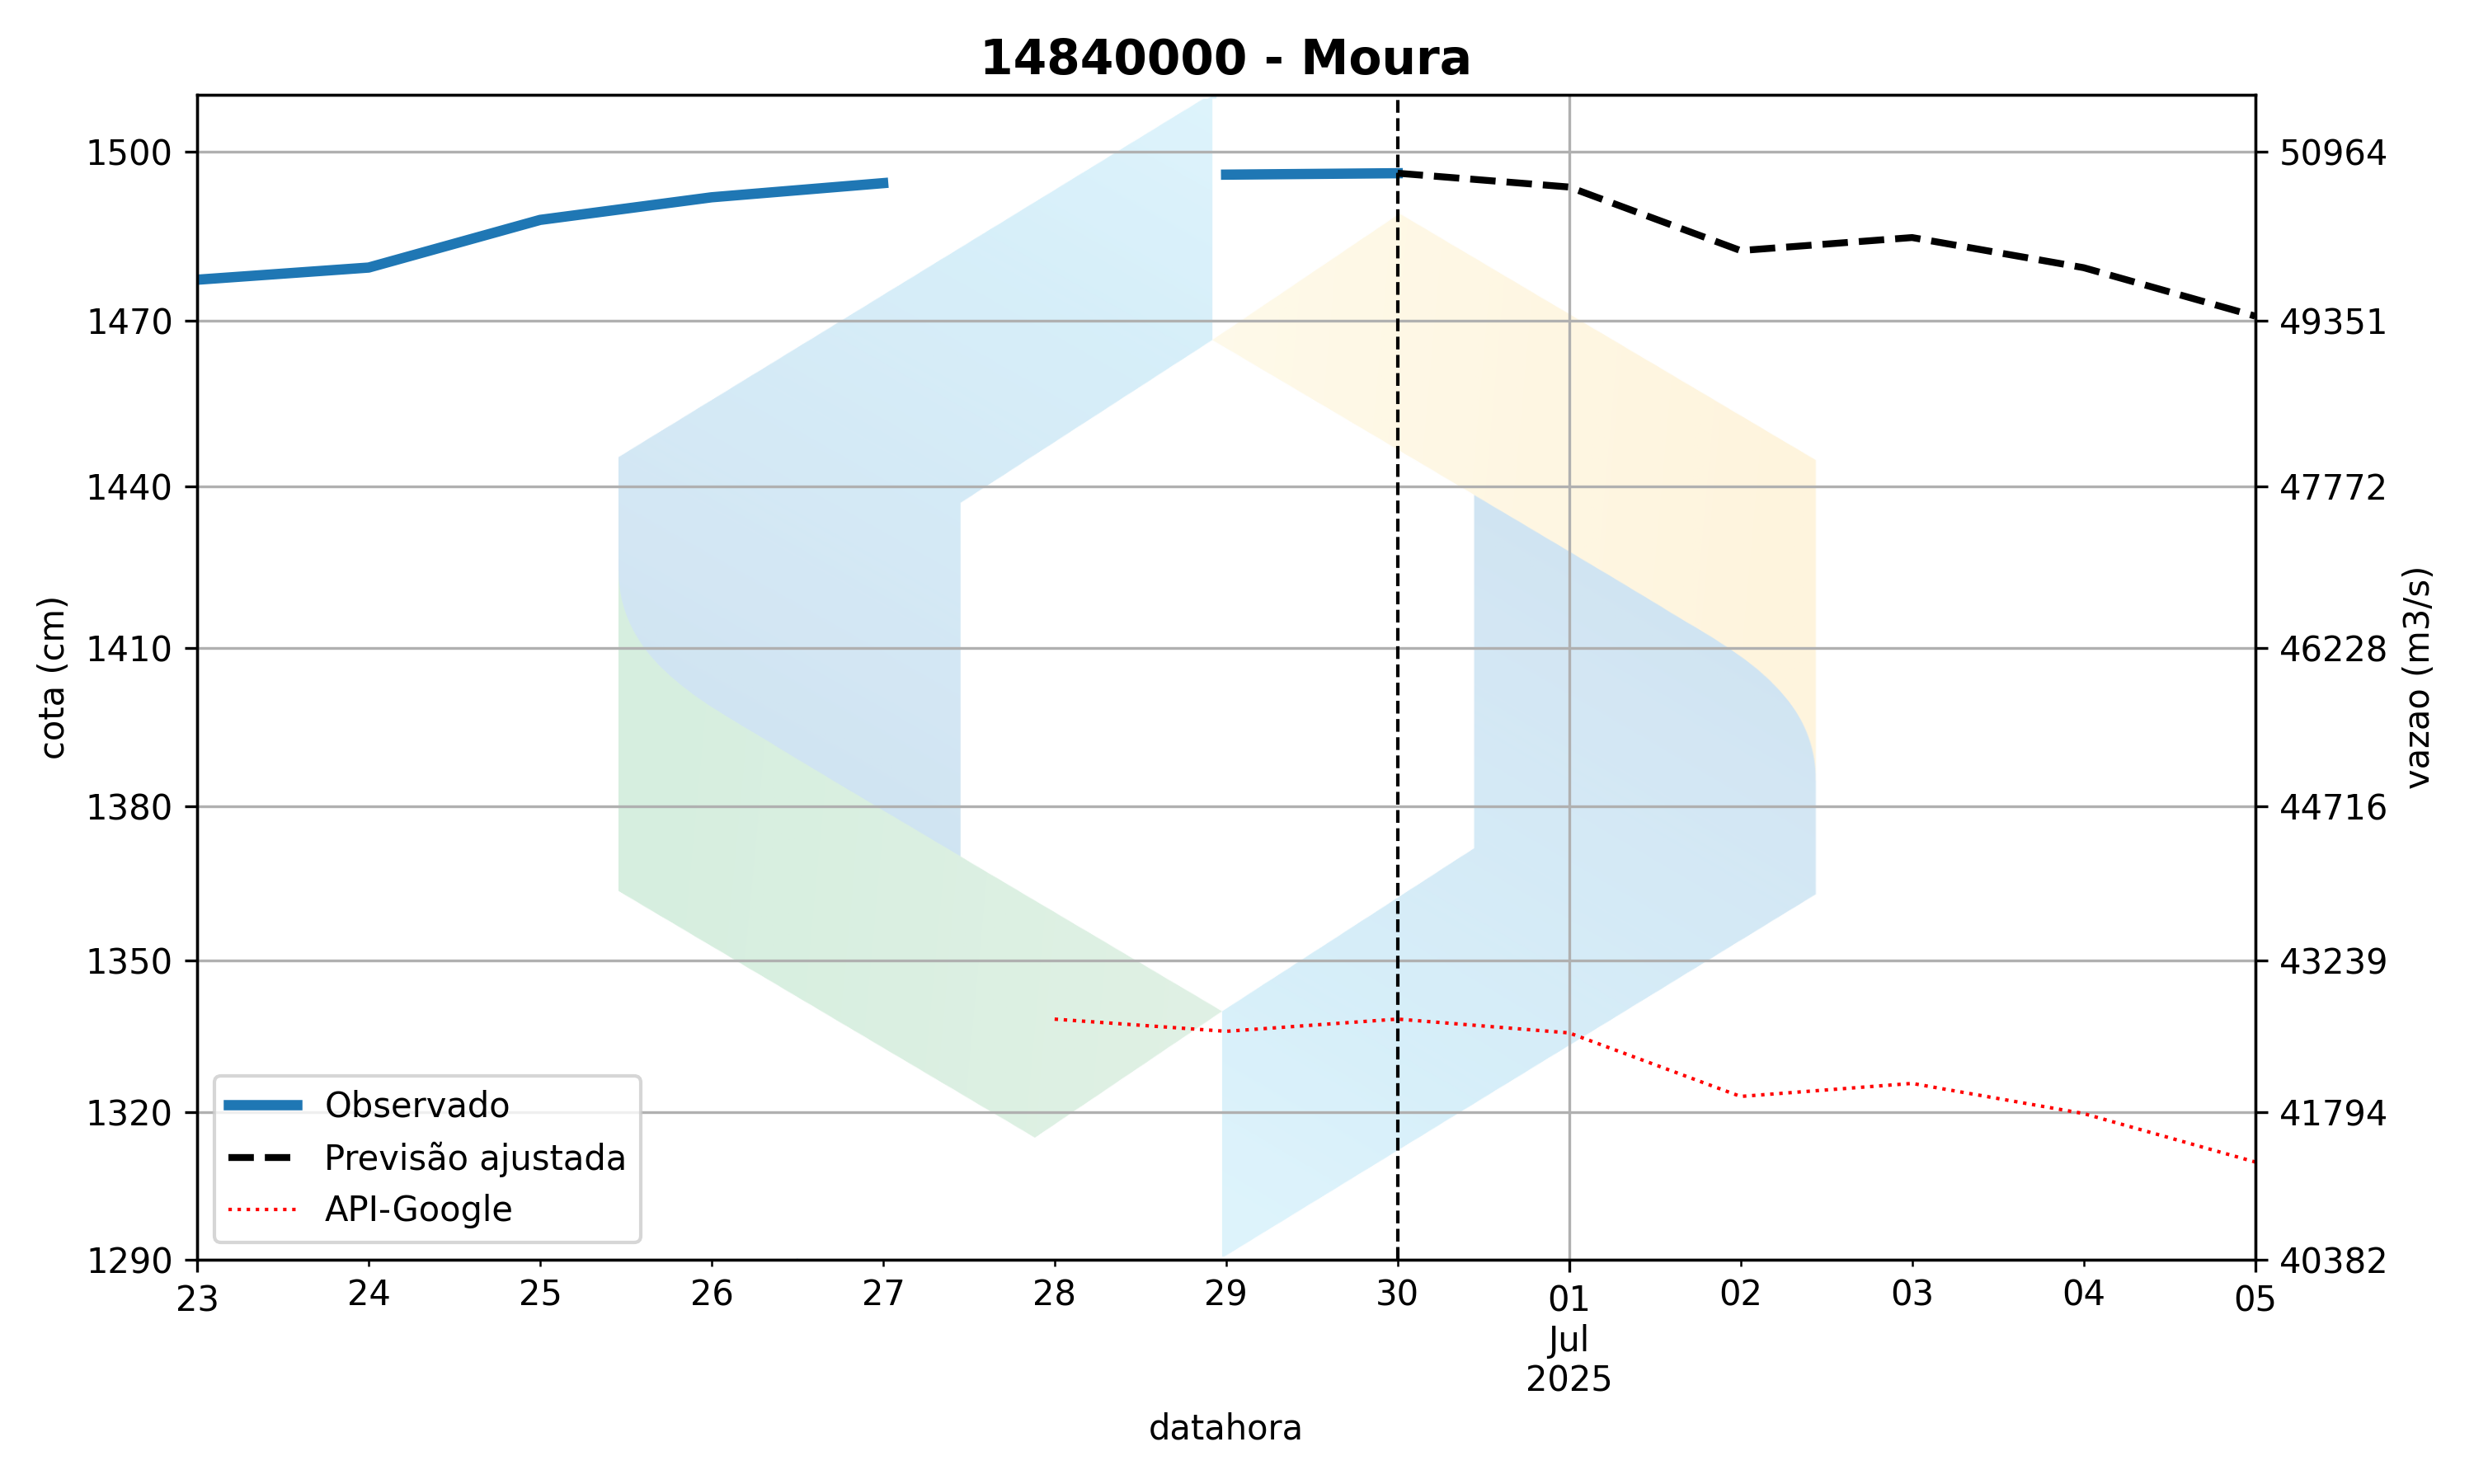 14840000 - Moura
1500
1470
1440
1410
1380
1350
1320
1290
cota (cm)
50964
49351
47772
46228
44716
43239
41794
40382
vazao (m3/s)
Observado
Previsão ajustada
API-Google
23 24 25 26 27 28 29 30 01 02 03 04 05
Jul
2025
datahora